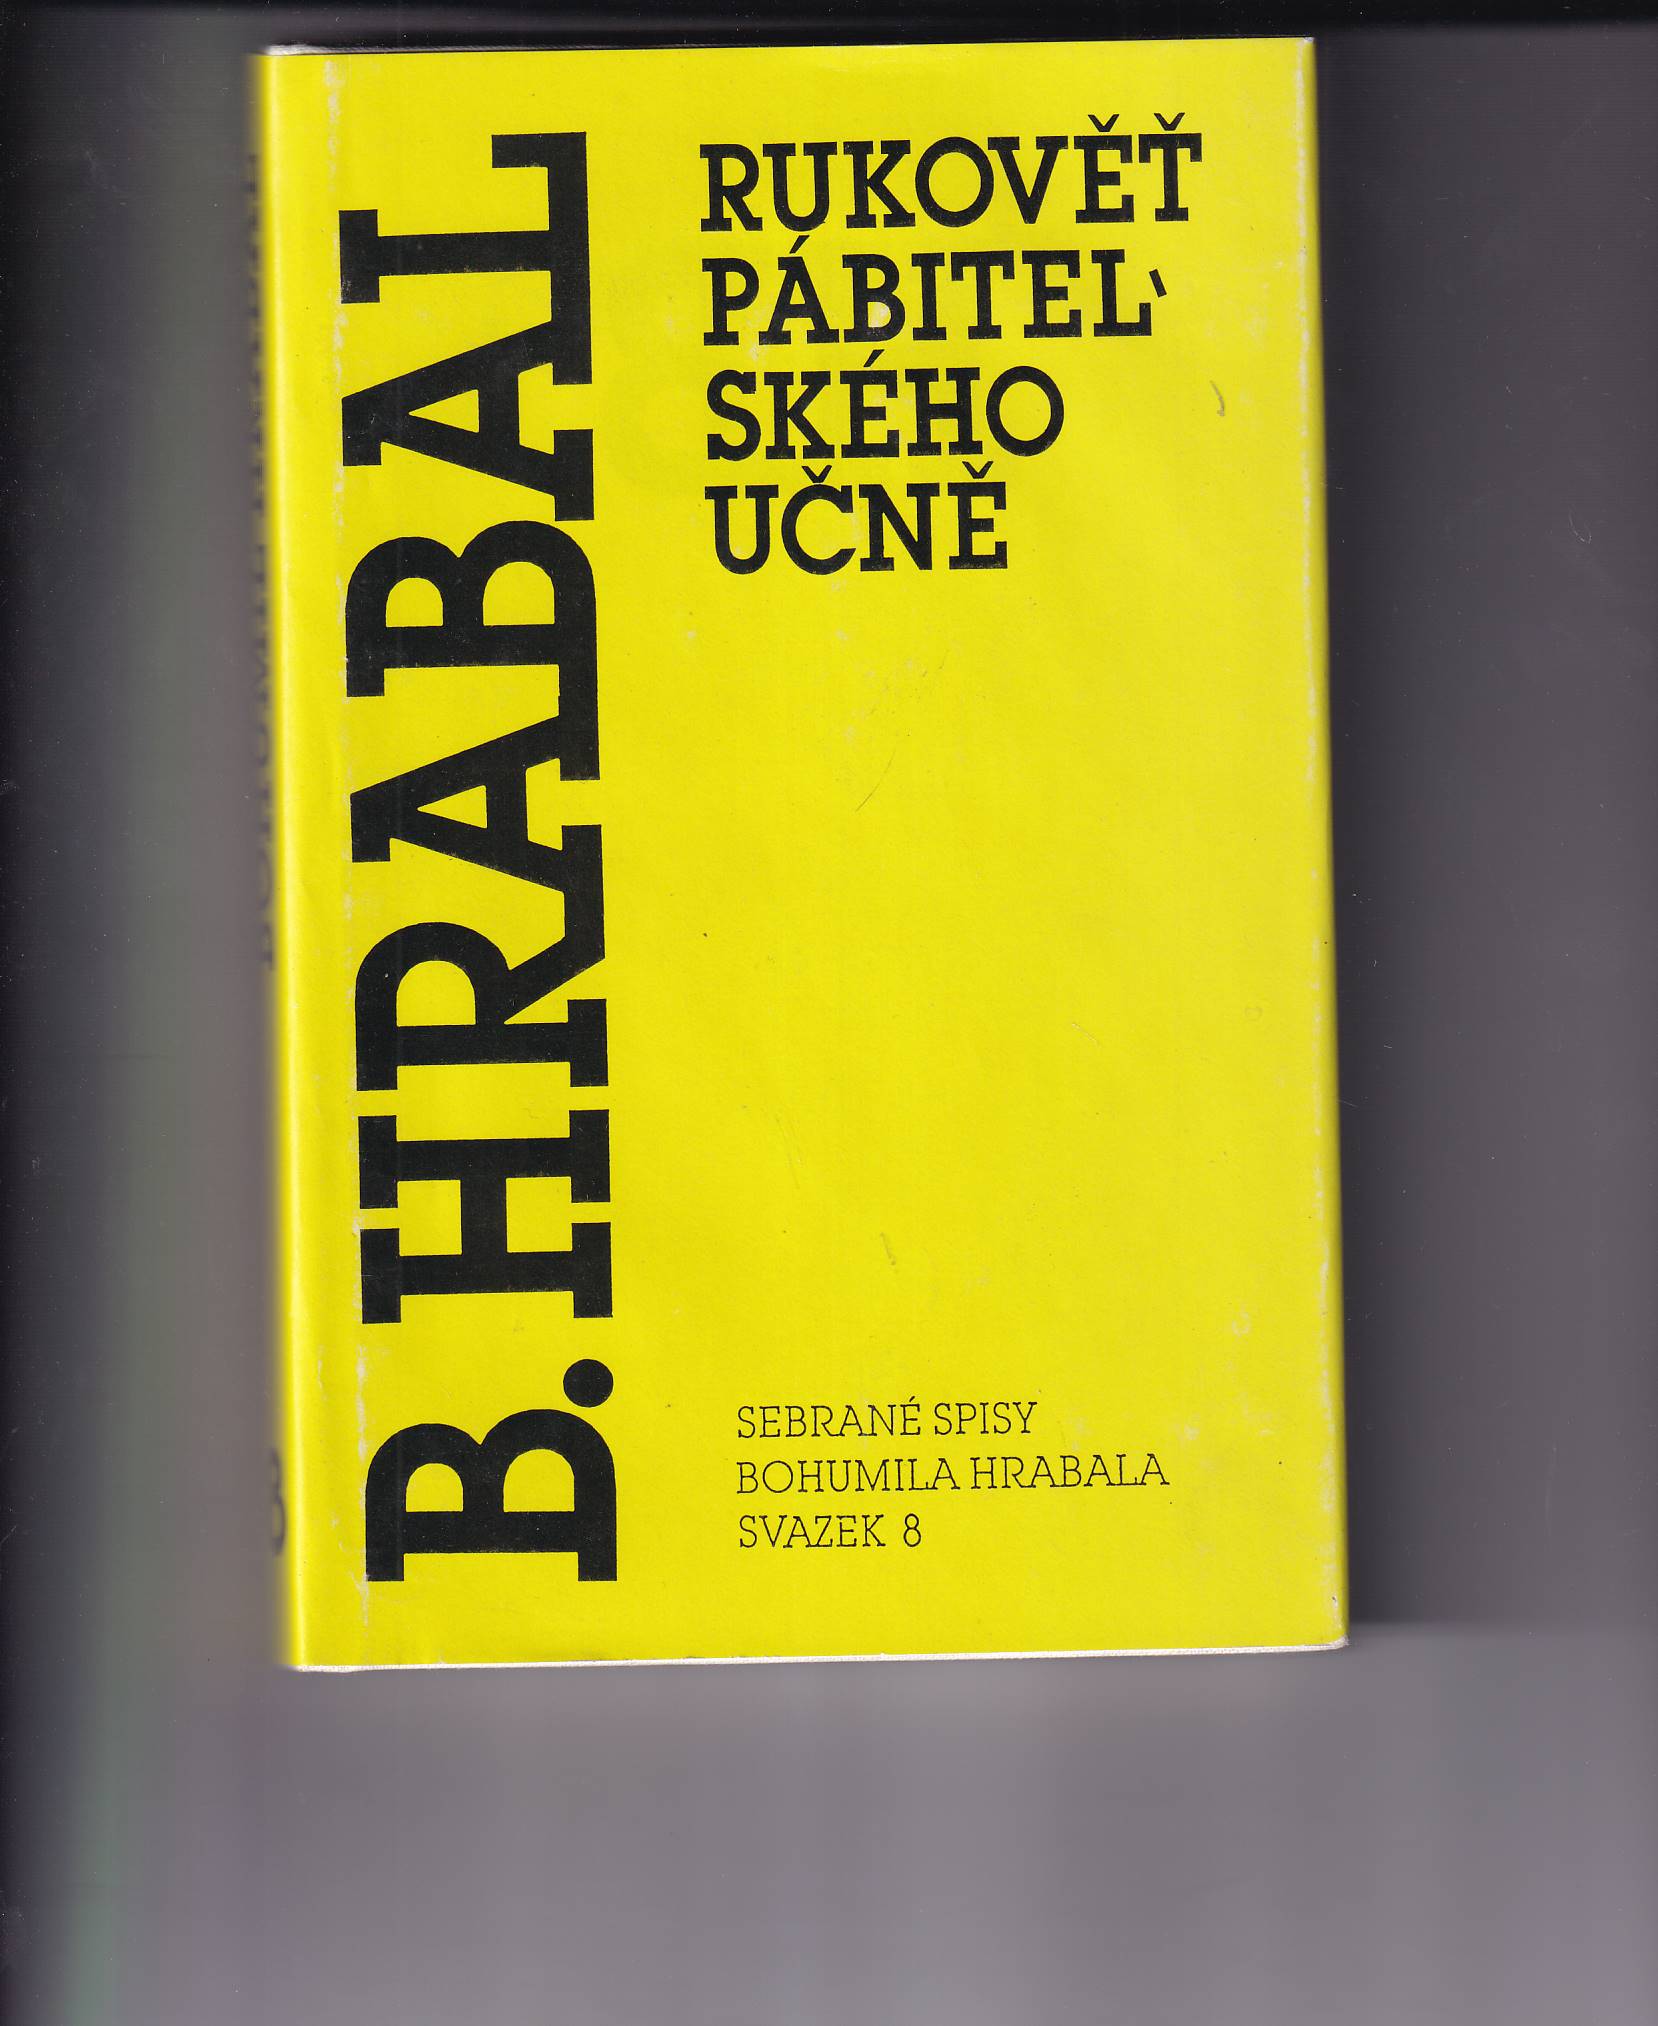 B. HRABAL
RUKOVĚŤ
PÁBITEL-
SKÉHO
UČNĚ
SEBRANÉ SPISY
BOHUMILA HRABALA
SVAZEK 8